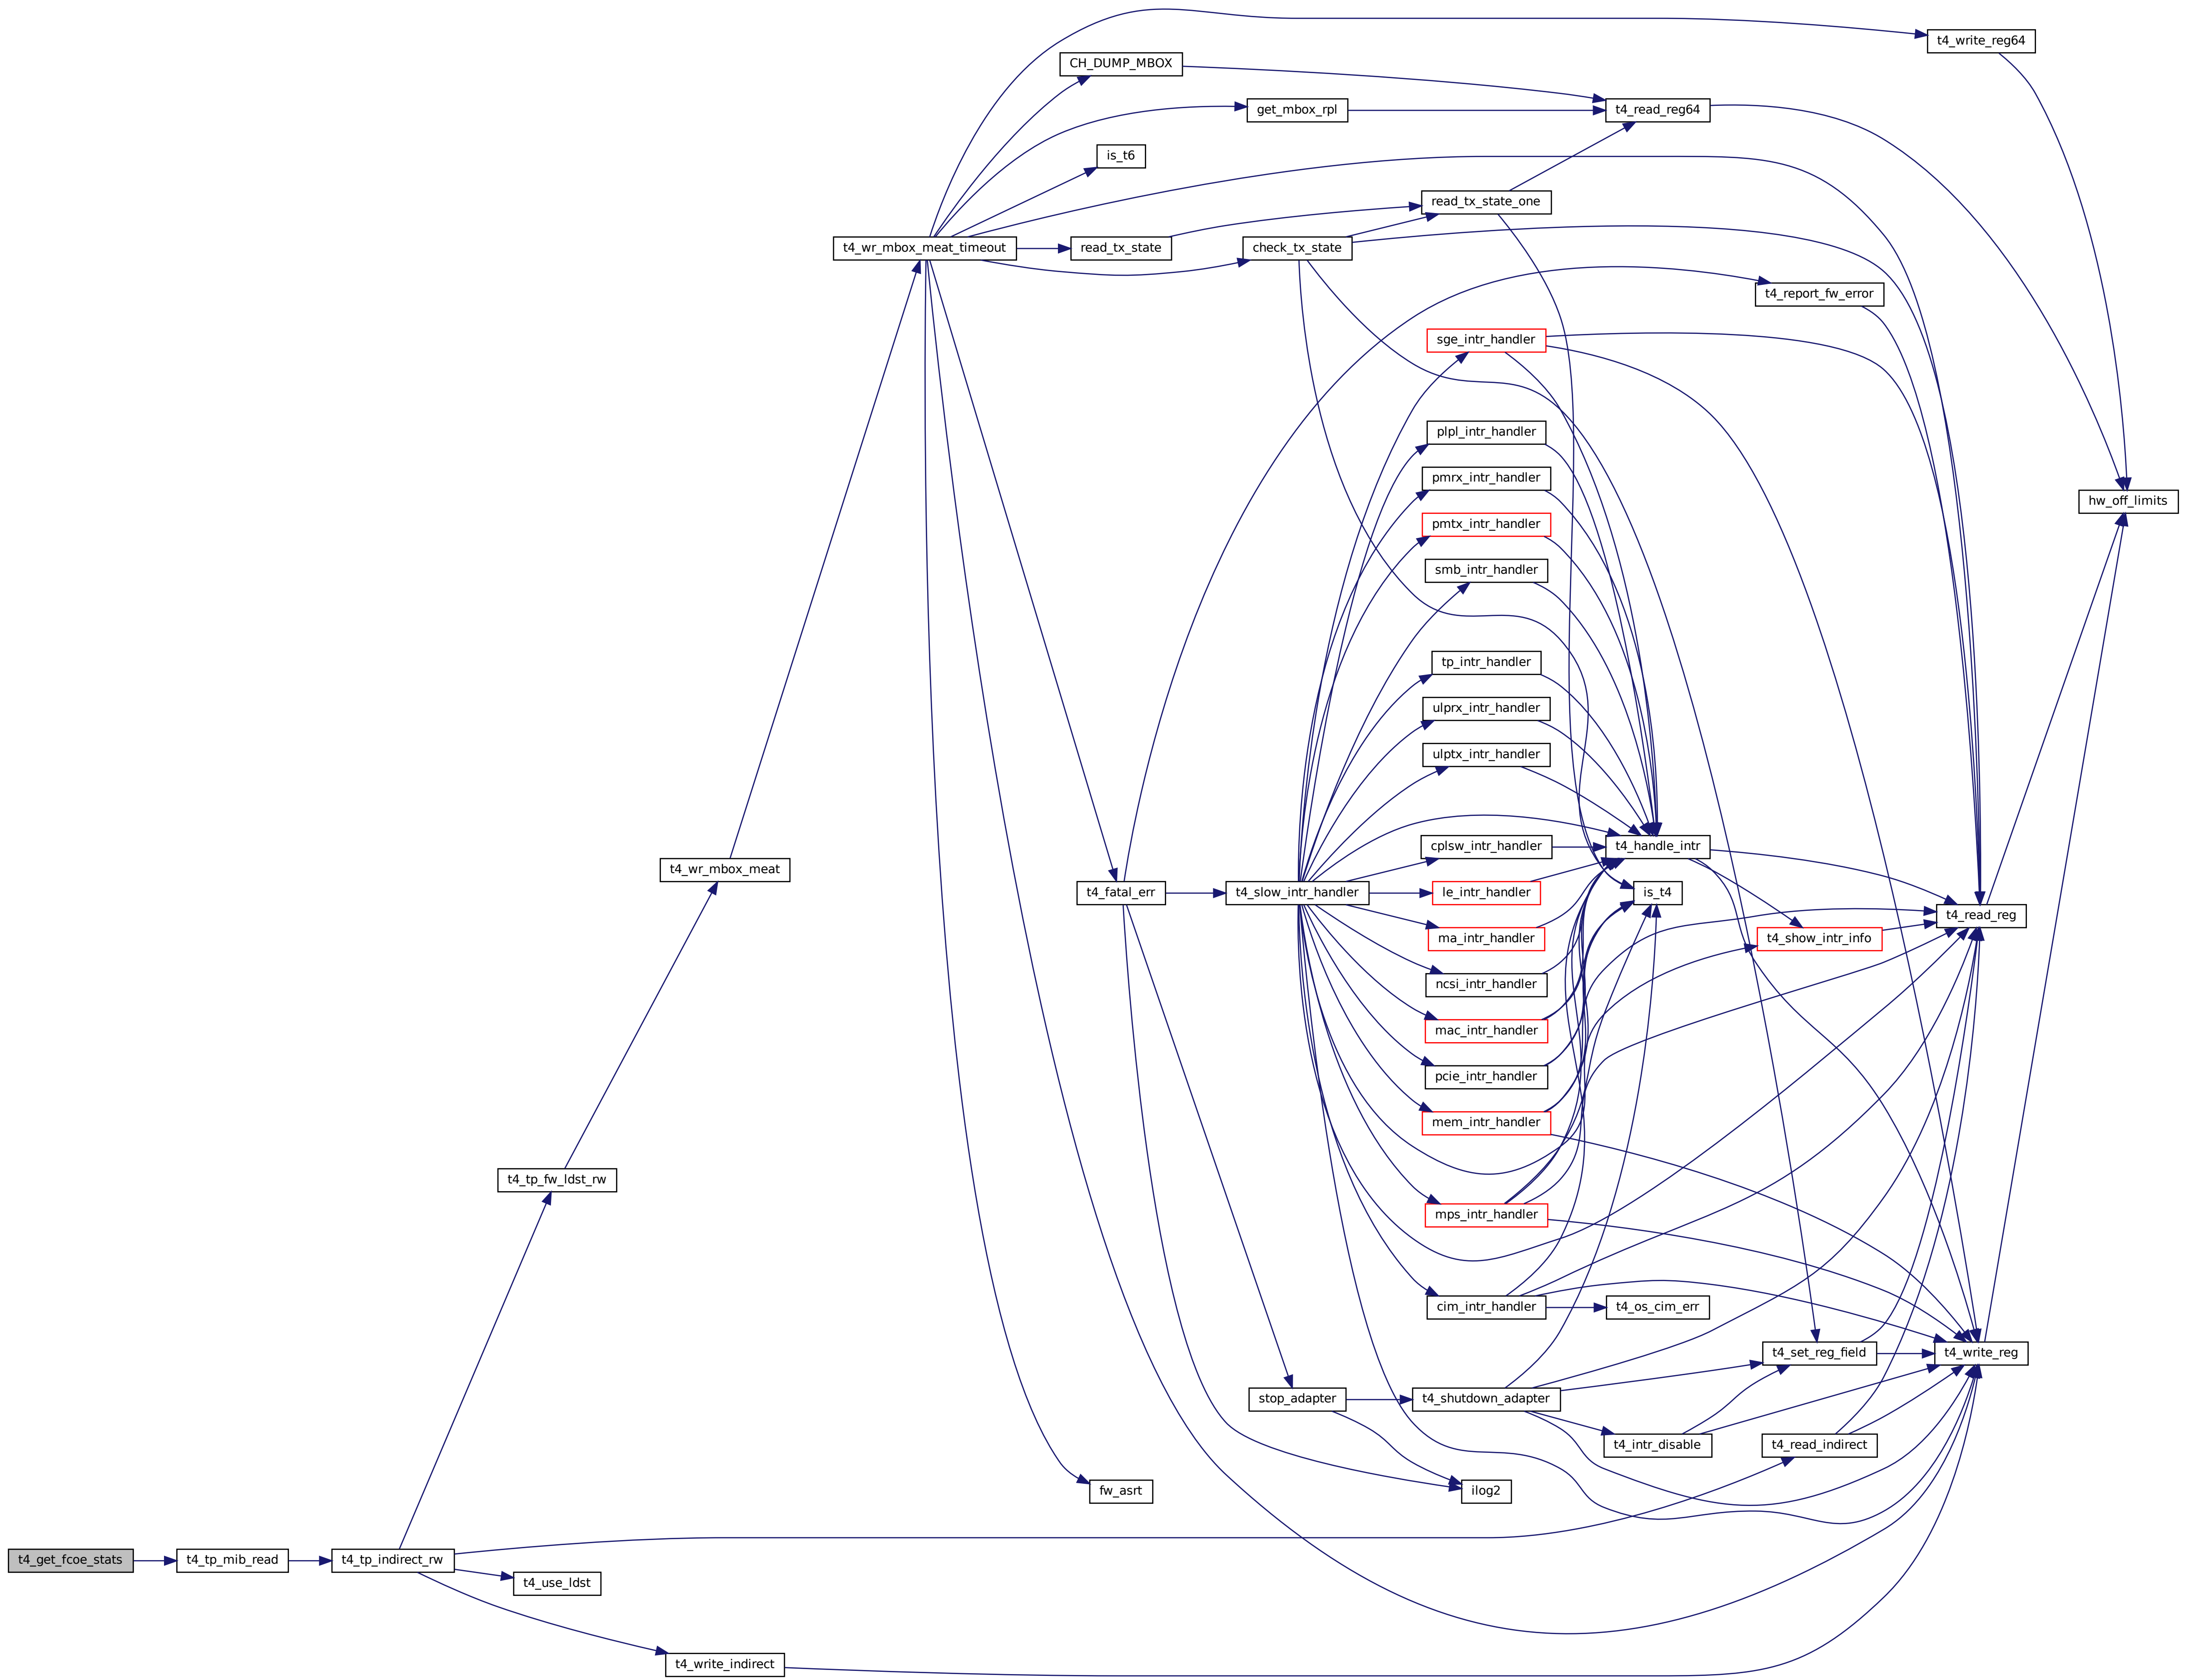 t4_write_reg64
CH_DUMP_MBOX
get_mbox_rpl
t4_read_reg64
is_t6
read_tx_state_one
t4_wr_mbox_meat_timeout
read_tx_state
check_tx_state
t4_report_fw_error
sge_intr_handler
plpl_intr_handler
pmrx_intr_handler
hw_off_limits
pmtx_intr_handler
smb_intr_handler
tp_intr_handler
ulprx_intr_handler
ulptx_intr_handler
cplsw_intr_handler
t4_handle_intr
t4_wr_mbox_meat
t4_fatal_err
t4_slow_intr_handler
le_intr_handler
is_t4
t4_read_reg
ma_intr_handler
t4_show_intr_info
ncsi_intr_handler
mac_intr_handler
pcie_intr_handler
mem_intr_handler
t4_tp_fw_ldst_rw
mps_intr_handler
cim_intr_handler
t4_os_cim_err
t4_set_reg_field
t4_write_reg
stop_adapter
t4_shutdown_adapter
t4_intr_disable
t4_read_indirect
fw_asrt
ilog2
t4_get_fcoe_stats
t4_tp_mib_read
t4_tp_indirect_rw
t4_use_ldst
t4_write_indirect